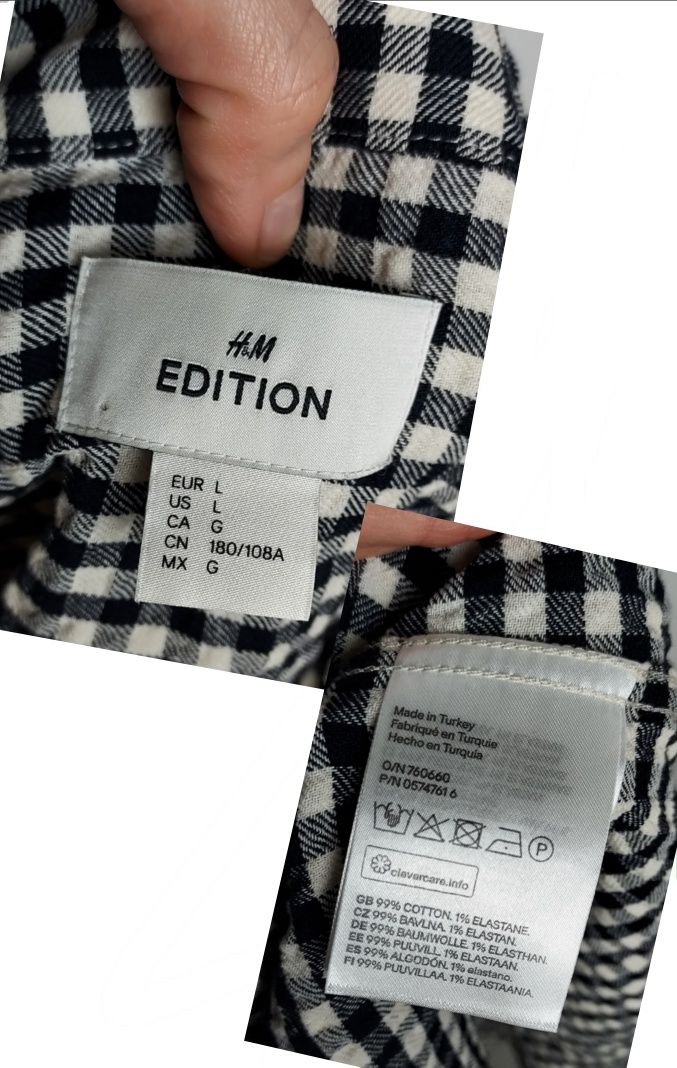 H&M
EDITION
EUR L
US L
CA G
CN 180/108A
MX G
Made in Turkey
Fabriqué en Turquie
Hecho en Turquía
O/N 760660
P/N 0574761 6
P
clevercare.info
GB 99% COTTON. 1% ELASTANE.
CZ 99% BAVLNA. 1% ELASTAN.
DE 99% BAUMWOLLE. 1% ELASTHAN.
EE 99% PUUVILL. 1% ELASTAAN.
ES 99% ALGODÓN. 1% elastano.
FI 99% PUUVILLAA. 1% ELASTAANIA.